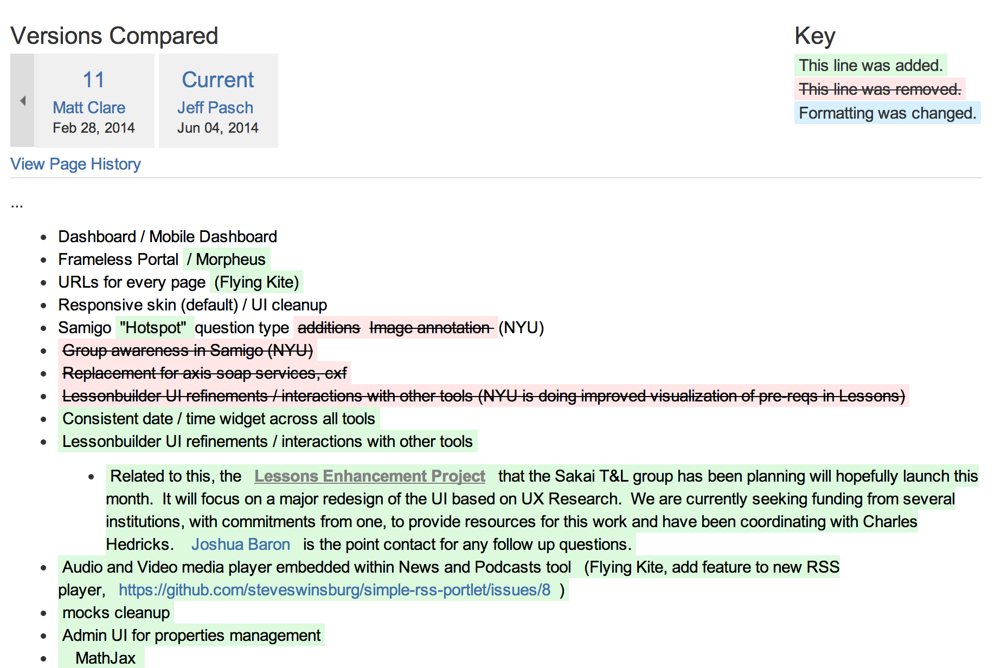 Versions Compared
Key
11
Matt Clare
Feb 28, 2014
Current
Jeff Pasch
Jun 04, 2014
This line was added.
This line was removed.
Formatting was changed.
View Page History
...
Dashboard / Mobile Dashboard
Frameless Portal / Morpheus
URLs for every page (Flying Kite)
Responsive skin (default) / UI cleanup
Samigo "Hotspot" question type additions Image annotation (NYU)
Group awareness in Samigo (NYU)
Replacement for axis soap services, cxf
Lessonbuilder UI refinements / interactions with other tools (NYU is doing improved visualization of pre-reqs in Lessons)
Consistent date / time widget across all tools
Lessonbuilder UI refinements / interactions with other tools
Related to this, the Lessons Enhancement Project that the Sakai T&L group has been planning will hopefully launch this
month. It will focus on a major redesign of the UI based on UX Research. We are currently seeking funding from several
institutions, with commitments from one, to provide resources for this work and have been coordinating with Charles
Hedricks. Joshua Baron is the point contact for any follow up questions.
Audio and Video media player embedded within News and Podcasts tool (Flying Kite, add feature to new RSS
player, https://github.com/steveswinsburg/simple-rss-portlet/issues/8 )
mocks cleanup
Admin UI for properties management
MathJax